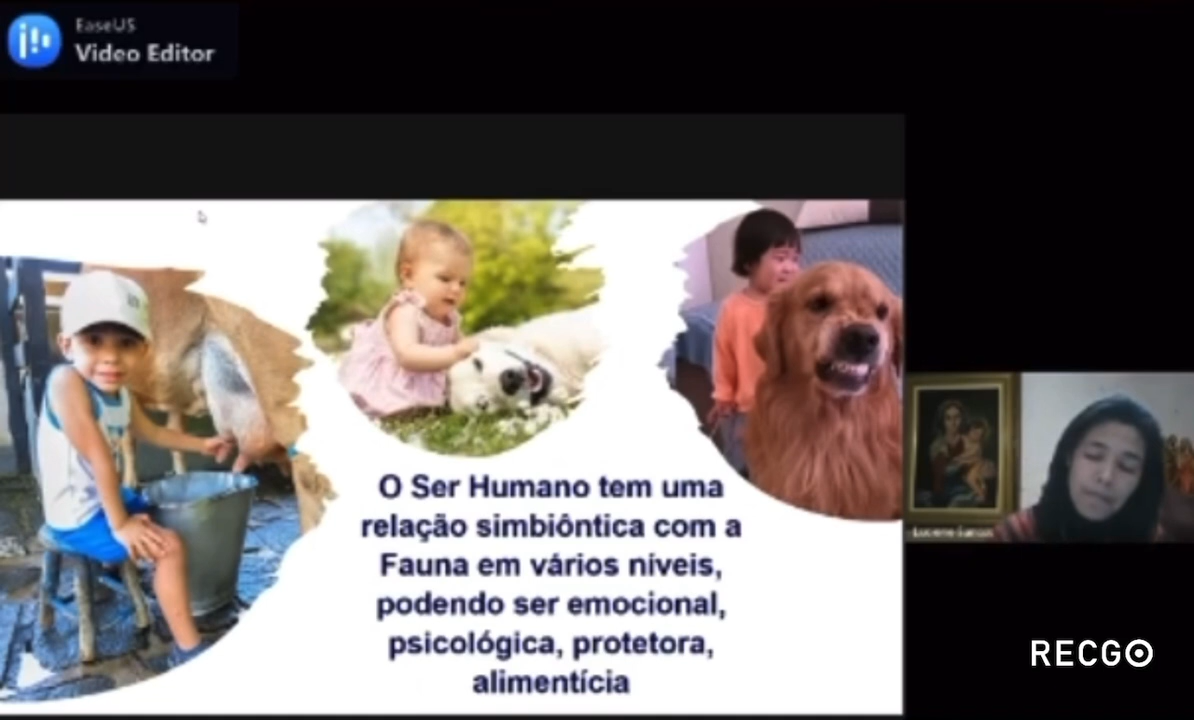 EaseUS
Video Editor
O Ser Humano tem uma
relação simbiôntica com a
Fauna em vários níveis,
podendo ser emocional,
psicológica, protetora,
alimentícia
RECGO